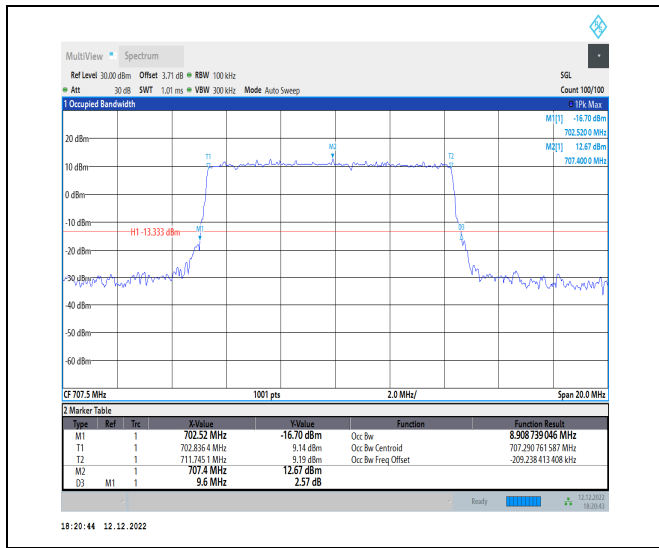 MultiView Spectrum
Ref Level 30.00 dBm Offset 3.71 dB RBW 100 kHz SGL
Att 30 dB SWT 1.01 ms VBW 300 kHz Mode Auto Sweep Count 100/100
1 Occupied Bandwidth 1Pk Max
M1[1] -16.70 dBm
702.520 0 MHz
M2[1] 12.67 dBm
707.400 0 MHz
20 dBm
T1 M2 T2
10 dBm
0 dBm
-10 dBm
H1 -13.333 dBm M1 D3
-20 dBm
-30 dBm
-40 dBm
-50 dBm
-60 dBm
CF 707.5 MHz 1001 pts 2.0 MHz/ Span 20.0 MHz
2 Marker Table
Type Ref Trc X-Value Y-Value Function Function Result
M1 1 702.52 MHz -16.70 dBm Occ Bw 8.908 739 046 MHz
T1 1 702.836 4 MHz 9.14 dBm Occ Bw Centroid 707.290 761 587 MHz
T2 1 711.745 1 MHz 9.19 dBm Occ Bw Freq Offset -209.238 413 408 kHz
M2 1 707.4 MHz 12.67 dBm
D3 M1 1 9.6 MHz 2.57 dB
Ready 12.12.2022
18:20:43
18:20:44 12.12.2022